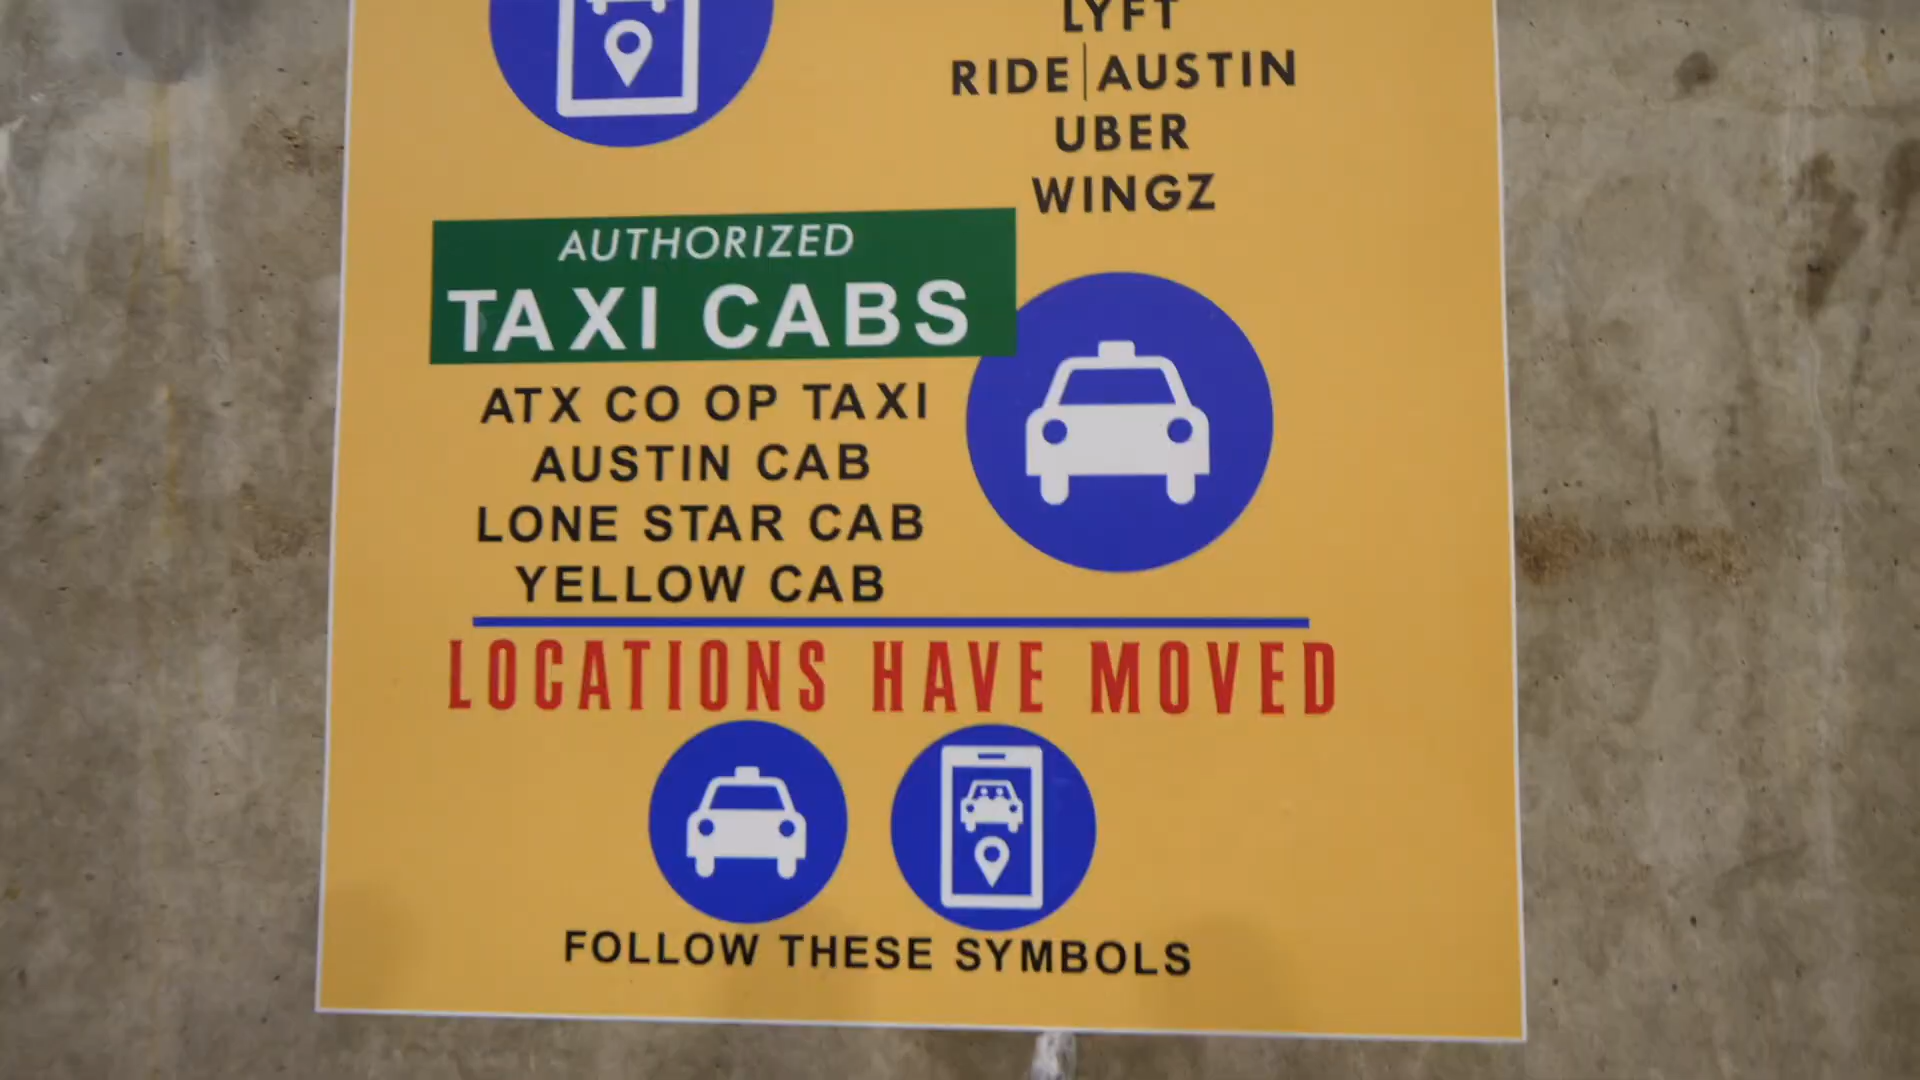 LYFT
RIDE|AUSTIN
UBER
WINGZ
AUTHORIZED
TAXI CABS
ATX CO OP TAXI
AUSTIN CAB
LONE STAR CAB
YELLOW CAB
LOCATIONS HAVE MOVED
FOLLOW THESE SYMBOLS